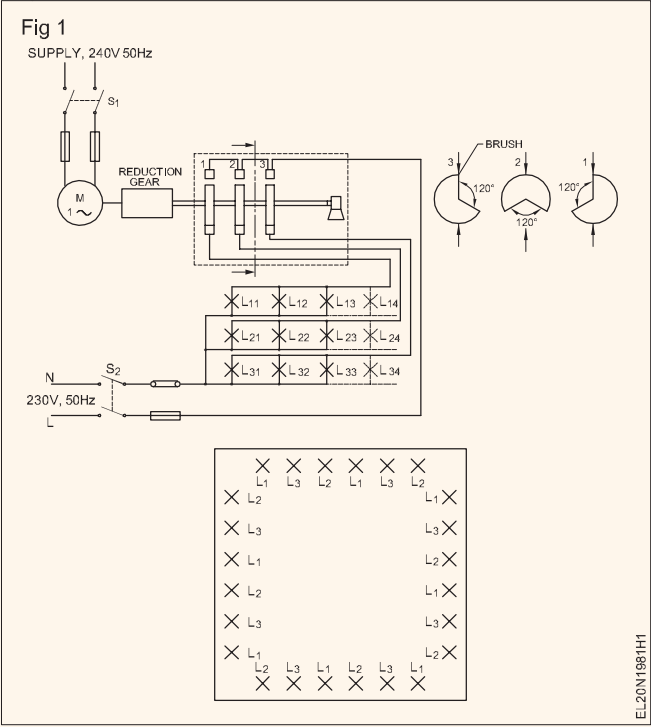 Fig 1
SUPPLY, 240V 50Hz
S1
REDUCTION
GEAR
M
1
1 2 3
3 BRUSH 2 1
120° 120° 120°
L11 L12 L13 L14
L21 L22 L23 L24
L31 L32 L33 L34
S2
N
230V, 50Hz
L
L1 L3 L2 L1 L3 L2
L2 L1
L3 L3
L1 L2
L2 L1
L3 L3
L1 L2
L2 L3 L1 L2 L3 L1
EL20N1981H1